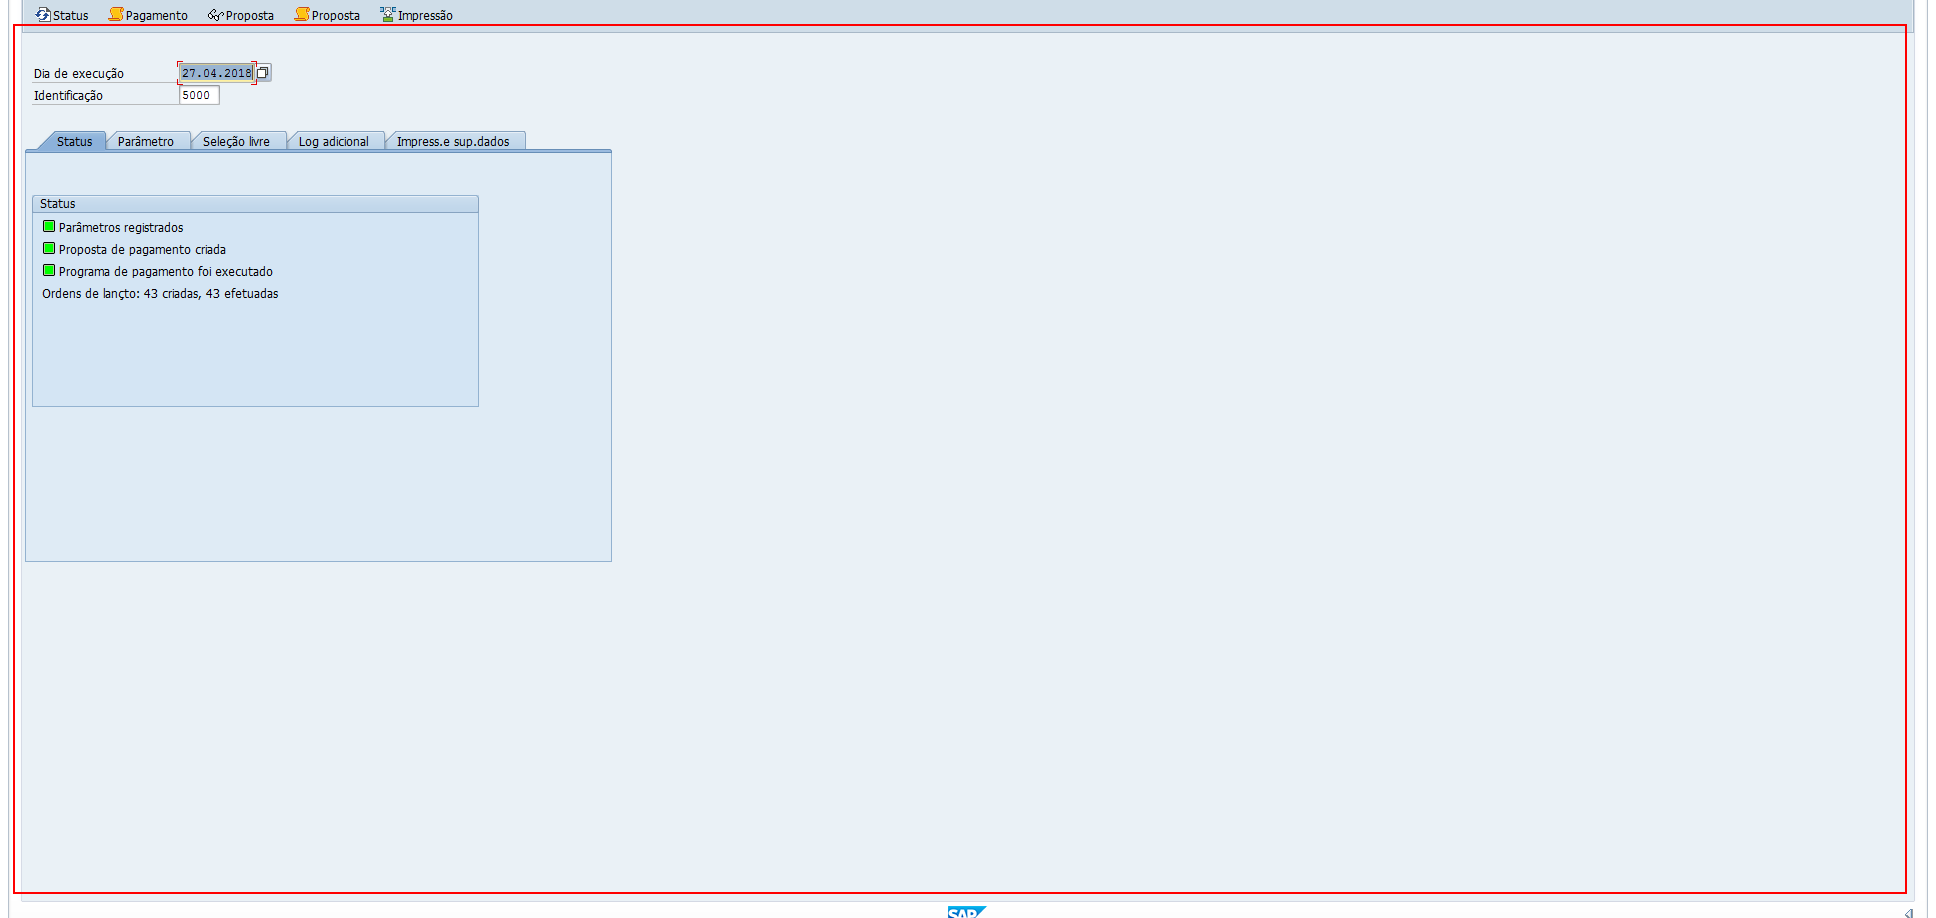 Status Pagamento Proposta Proposta Impressão
Dia de execução 27.04.2018
Identificação 5000
Status Parâmetro Seleção livre Log adicional Impress.e sup.dados
Status
Parâmetros registrados
Proposta de pagamento criada
Programa de pagamento foi executado
Ordens de lançto: 43 criadas, 43 efetuadas
SAP